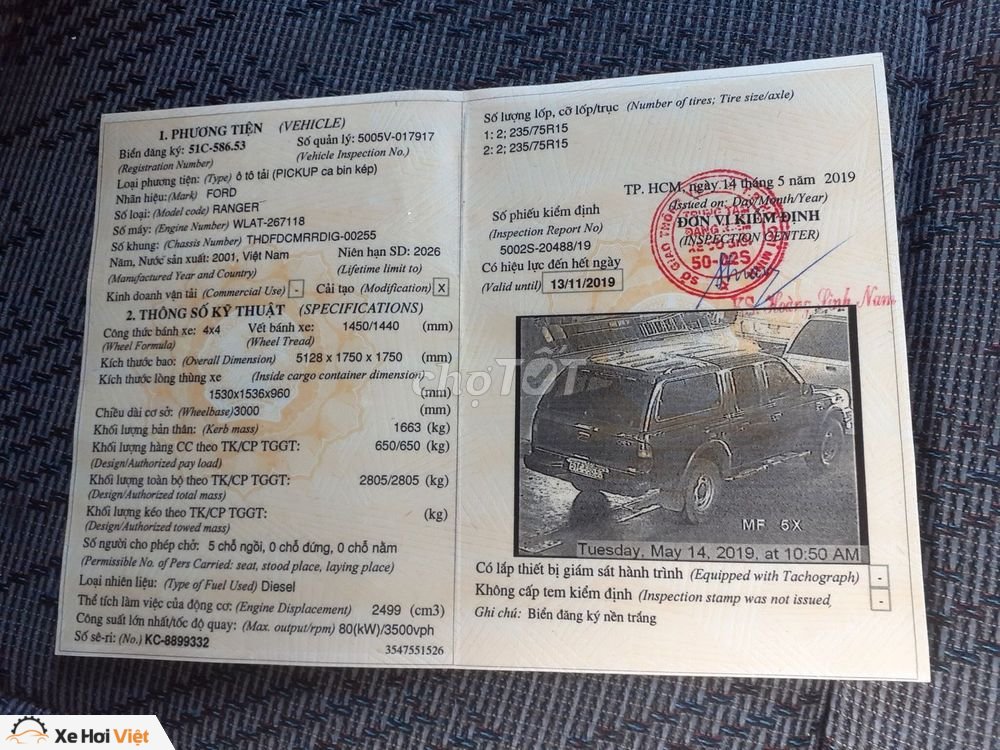 1. PHƯƠNG TIỆN (VEHICLE)
Biển đăng ký: 51C-586.53 Số quản lý: 5005V-017917
(Registration Number) (Vehicle Inspection No.)
Loại phương tiện: (Type) ô tô tải (PICKUP ca bin kép)
Nhãn hiệu: (Mark) FORD
Số loại: (Model code) RANGER
Số máy: (Engine Number) WLAT-267118
Số khung: (Chassis Number) THDFDCMRRDIG-00255
Năm, Nước sản xuất: 2001, Việt Nam Niên hạn SD: 2026
(Manufactured Year and Country) (Lifetime limit to)
Kinh doanh vận tải (Commercial Use) - Cải tạo (Modification) X
2. THÔNG SỐ KỸ THUẬT (SPECIFICATIONS)
Công thức bánh xe: 4x4 Vết bánh xe: 1450/1440 (mm)
(Wheel Formula) (Wheel Tread)
Kích thước bao: (Overall Dimension) 5128 x 1750 x 1750 (mm)
Kích thước lòng thùng xe (Inside cargo container dimension)
1530x1536x960 (mm)
Chiều dài cơ sở: (Wheelbase) 3000 (mm)
Khối lượng bản thân: (Kerb mass) 1663 (kg)
Khối lượng hàng CC theo TK/CP TGGT: 650/650 (kg)
(Design/Authorized pay load)
Khối lượng toàn bộ theo TK/CP TGGT: 2805/2805 (kg)
(Design/Authorized total mass)
Khối lượng kéo theo TK/CP TGGT: (kg)
(Design/Authorized towed mass)
Số người cho phép chở: 5 chỗ ngồi, 0 chỗ đứng, 0 chỗ nằm
(Permissible No. of Pers Carried: seat, stood place, laying place)
Loại nhiên liệu: (Type of Fuel Used) Diesel
Thể tích làm việc của động cơ: (Engine Displacement) 2499 (cm3)
Công suất lớn nhất/tốc độ quay: (Max. output/rpm) 80(kW)/3500vph
Số sê-ri: (No.) KC-8899332
3547551526
Số lượng lốp, cỡ lốp/trục (Number of tires; Tire size/axle)
1: 2; 235/75R15
2: 2; 235/75R15
TP. HCM, ngày 14 tháng 5 năm 2019
(Issued on: Day/Month/Year)
Số phiếu kiểm định ĐƠN VỊ KIỂM ĐỊNH
(Inspection Report No) (INSPECTION CENTER)
5002S-20488/19
50-02S
Có hiệu lực đến hết ngày
(Valid until) 13/11/2019
KS. Hoàng Vinh Nam
chợTỐT
MF 5X
Tuesday, May 14, 2019, at 10:50 AM
Có lắp thiết bị giám sát hành trình (Equipped with Tachograph) -
Không cấp tem kiểm định (Inspection stamp was not issued) -
Ghi chú: Biển đăng ký nền trắng
Xe Hơi Việt